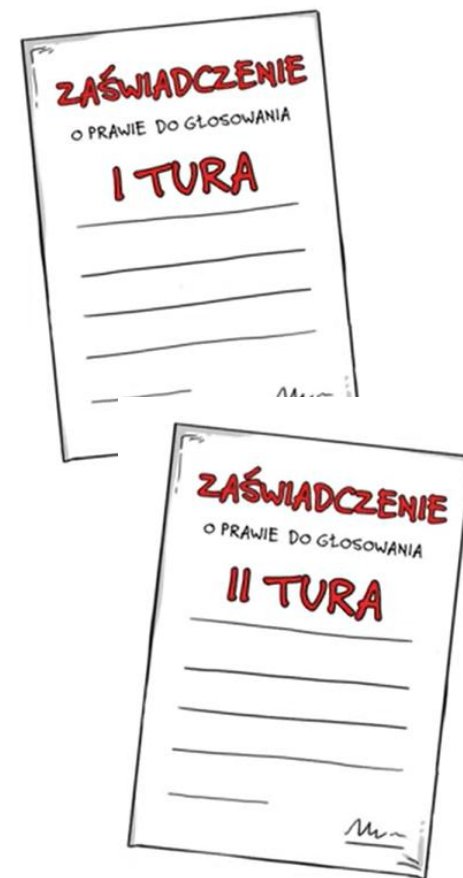 ZAŚWIADCZENIE
O PRAWIE DO GŁOSOWANIA
I TURA
ZAŚWIADCZENIE
O PRAWIE DO GŁOSOWANIA
II TURA